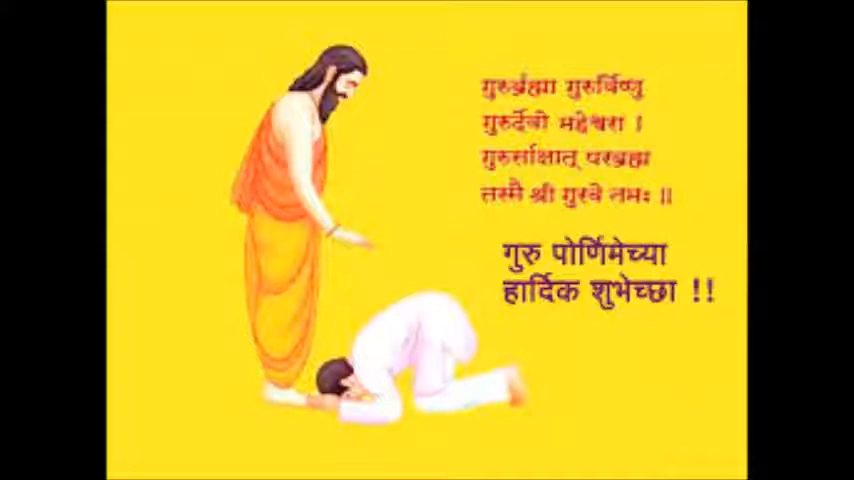 गुरुर्ब्रह्मा गुरुर्विष्णु
गुरुर्देवो महेश्वरा ।
गुरुर्साक्षात् परब्रह्म
तस्मै श्री गुरवे नमः ॥
गुरु पोर्णिमेच्या
हार्दिक शुभेच्छा !!